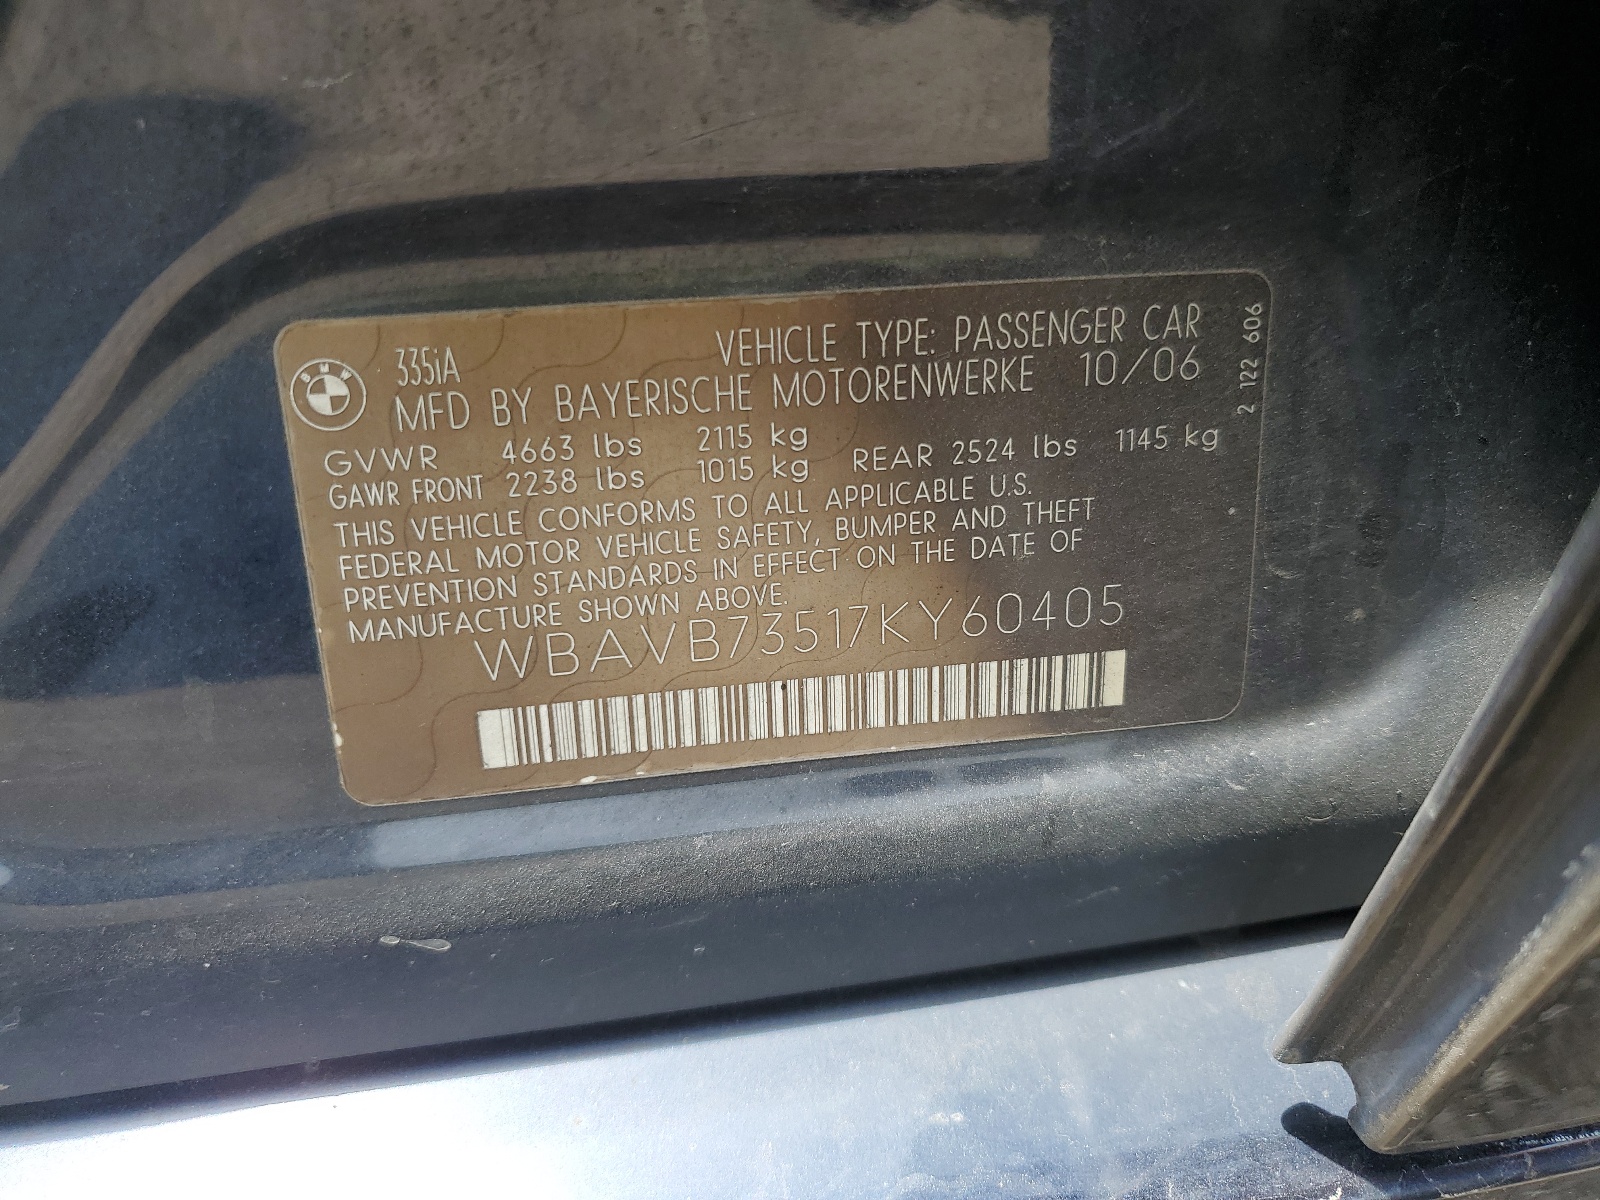 BMW
335iA
VEHICLE TYPE: PASSENGER CAR
MFD BY BAYERISCHE MOTORENWERKE 10/06
GVWR 4663 lbs 2115 kg
GAWR FRONT 2238 lbs 1015 kg REAR 2524 lbs 1145 kg
THIS VEHICLE CONFORMS TO ALL APPLICABLE U.S.
FEDERAL MOTOR VEHICLE SAFETY, BUMPER AND THEFT
PREVENTION STANDARDS IN EFFECT ON THE DATE OF
MANUFACTURE SHOWN ABOVE.
WBAVB73517KY60405
2 122 606